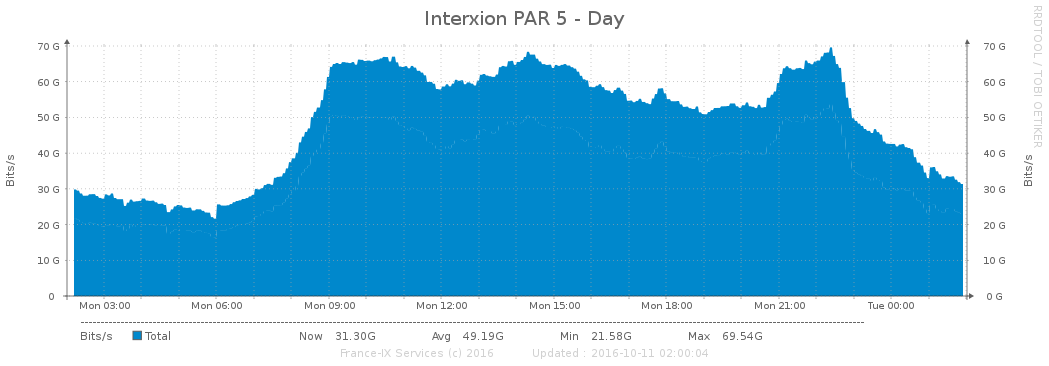 Interxion PAR 5 - Day
RRDTOOL / TOBI OETIKER
70 G 70 G
60 G 60 G
50 G 50 G
40 G 40 G
30 G 30 G
20 G 20 G
10 G 10 G
0 0 G
Bits/s
Bits/s
Mon 03:00 Mon 06:00 Mon 09:00 Mon 12:00 Mon 15:00 Mon 18:00 Mon 21:00 Tue 00:00
Bits/s Total Now 31.30G Avg 49.19G Min 21.58G Max 69.54G
France-IX Services (c) 2016 Updated : 2016-10-11 02:00:04